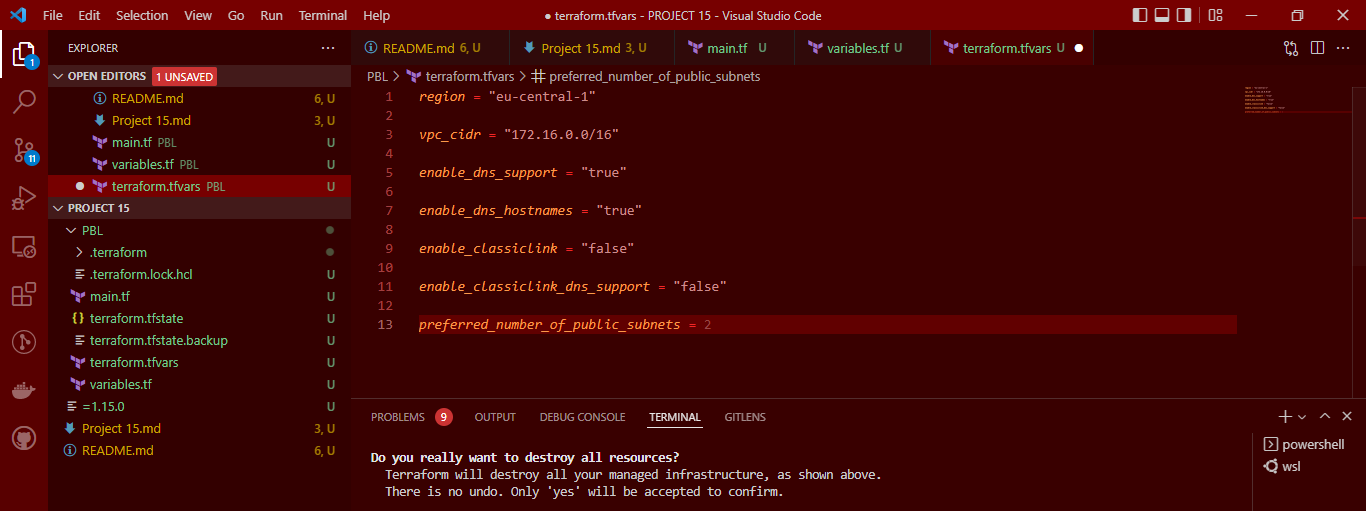 File Edit Selection View Go Run Terminal Help ● terraform.tfvars - PROJECT 15 - Visual Studio Code
EXPLORER
OPEN EDITORS 1 UNSAVED
README.md 6, U
Project 15.md 3, U
main.tf PBL U
variables.tf PBL U
terraform.tfvars PBL U
PROJECT 15
PBL
.terraform
.terraform.lock.hcl U
main.tf U
{} terraform.tfstate U
terraform.tfstate.backup U
terraform.tfvars U
variables.tf U
=1.15.0 U
Project 15.md 3, U
README.md 6, U
1
11
README.md 6, U Project 15.md 3, U main.tf U variables.tf U terraform.tfvars U
PBL > terraform.tfvars > preferred_number_of_public_subnets
1 region = "eu-central-1"
2
3 vpc_cidr = "172.16.0.0/16"
4
5 enable_dns_support = "true"
6
7 enable_dns_hostnames = "true"
8
9 enable_classiclink = "false"
10
11 enable_classiclink_dns_support = "false"
12
13 preferred_number_of_public_subnets = 2
PROBLEMS 9 OUTPUT DEBUG CONSOLE TERMINAL GITLENS
Do you really want to destroy all resources?
Terraform will destroy all your managed infrastructure, as shown above.
There is no undo. Only 'yes' will be accepted to confirm.
powershell
wsl